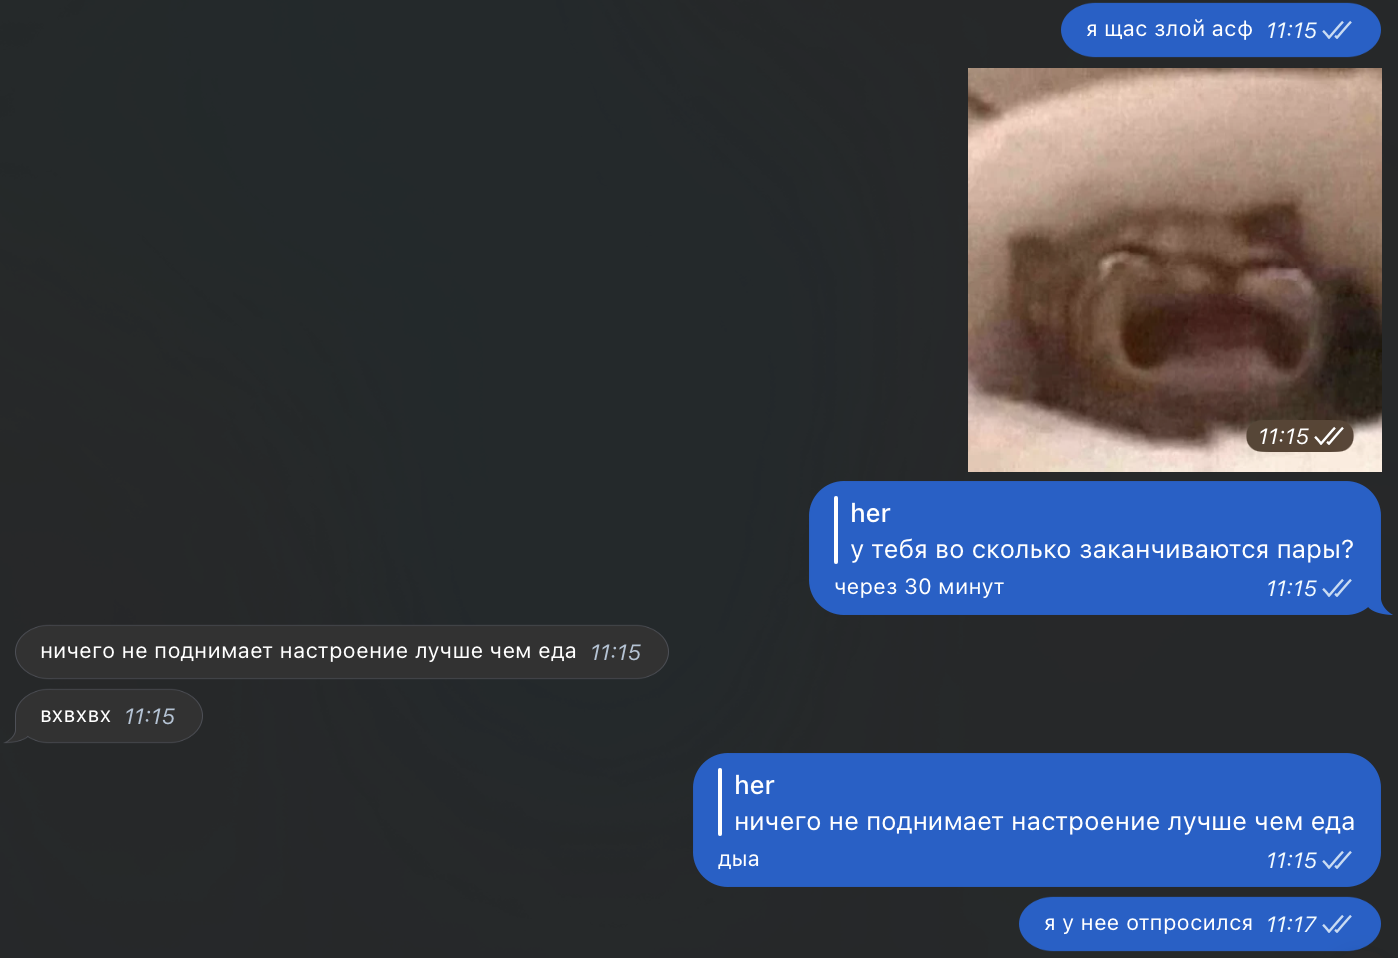 я щас злой асф 11:15
11:15
her
у тебя во сколько заканчиваются пары?
через 30 минут 11:15
ничего не поднимает настроение лучше чем еда 11:15
вхвхвх 11:15
her
ничего не поднимает настроение лучше чем еда
дыа 11:15
я у нее отпросился 11:17